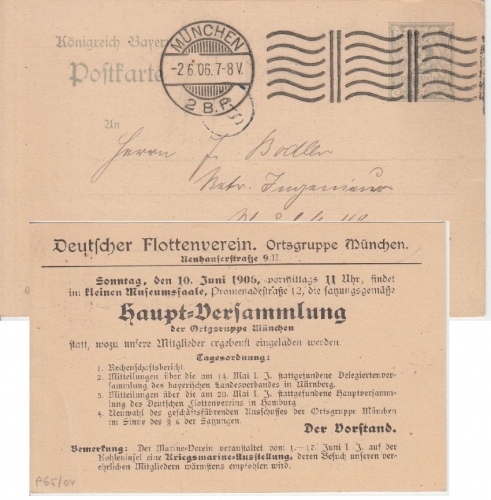 Königreich Bayern
Postkarte
MÜNCHEN
-2.6.06.7-8V.
2 B.P.
An
Herrn J. Bodler
Ingenieur
Deutscher Flottenverein. Ortsgruppe München.
Neuhauserstraße 9/II.
Sonntag, den 10. Juni 1906, vormittags 11 Uhr, findet
im kleinen Museumssaale, Promenadestraße 12, die satzungsgemäße
Haupt-Versammlung
der Ortsgruppe München
statt, wozu unsere Mitglieder ergebenst eingeladen werden.
Tagesordnung:
1. Rechenschaftsbericht
2. Mitteilungen über die am 14. Mai l. J. stattgefundene Delegiertenver-
sammlung des bayerischen Landesverbandes in Nürnberg.
3. Mitteilungen über die am 20. Mai l. J. stattgefundene Hauptversamm-
lung des Deutschen Flottenvereins in Hamburg
4. Neuwahl des geschäftsführenden Ausschusses der Ortsgruppe München
im Sinne des § 6 der Satzungen.
Der Vorstand.
Bemerkung: Der Marine-Verein veranstaltet vom 1.–17. Juni l. J. auf der
Kohleninsel eine Kriegsmarine-Ausstellung, deren Besuch unseren ver-
ehrlichen Mitgliedern wärmstens empfohlen wird.
P65/04